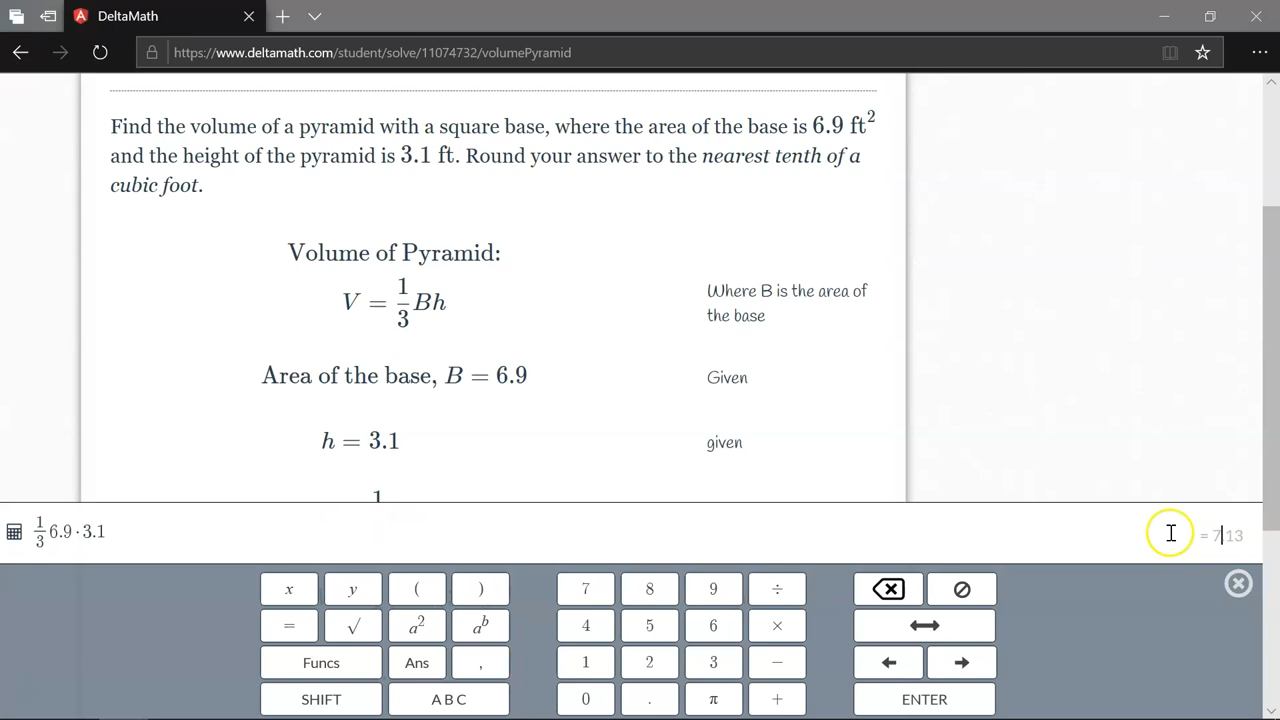 DeltaMath
https://www.deltamath.com/student/solve/11074732/volumePyramid
Find the volume of a pyramid with a square base, where the area of the base is 6.9 ft²
and the height of the pyramid is 3.1 ft. Round your answer to the nearest tenth of a
cubic foot.
Volume of Pyramid:
V = 1/3 Bh
Where B is the area of
the base
Area of the base, B = 6.9
Given
h = 3.1
given
1
1/3 6.9 · 3.1
= 7.13
x y ( ) 7 8 9 ÷
= √ a² aᵇ 4 5 6 ×
Funcs Ans , 1 2 3 −
SHIFT A B C 0 . π + ENTER